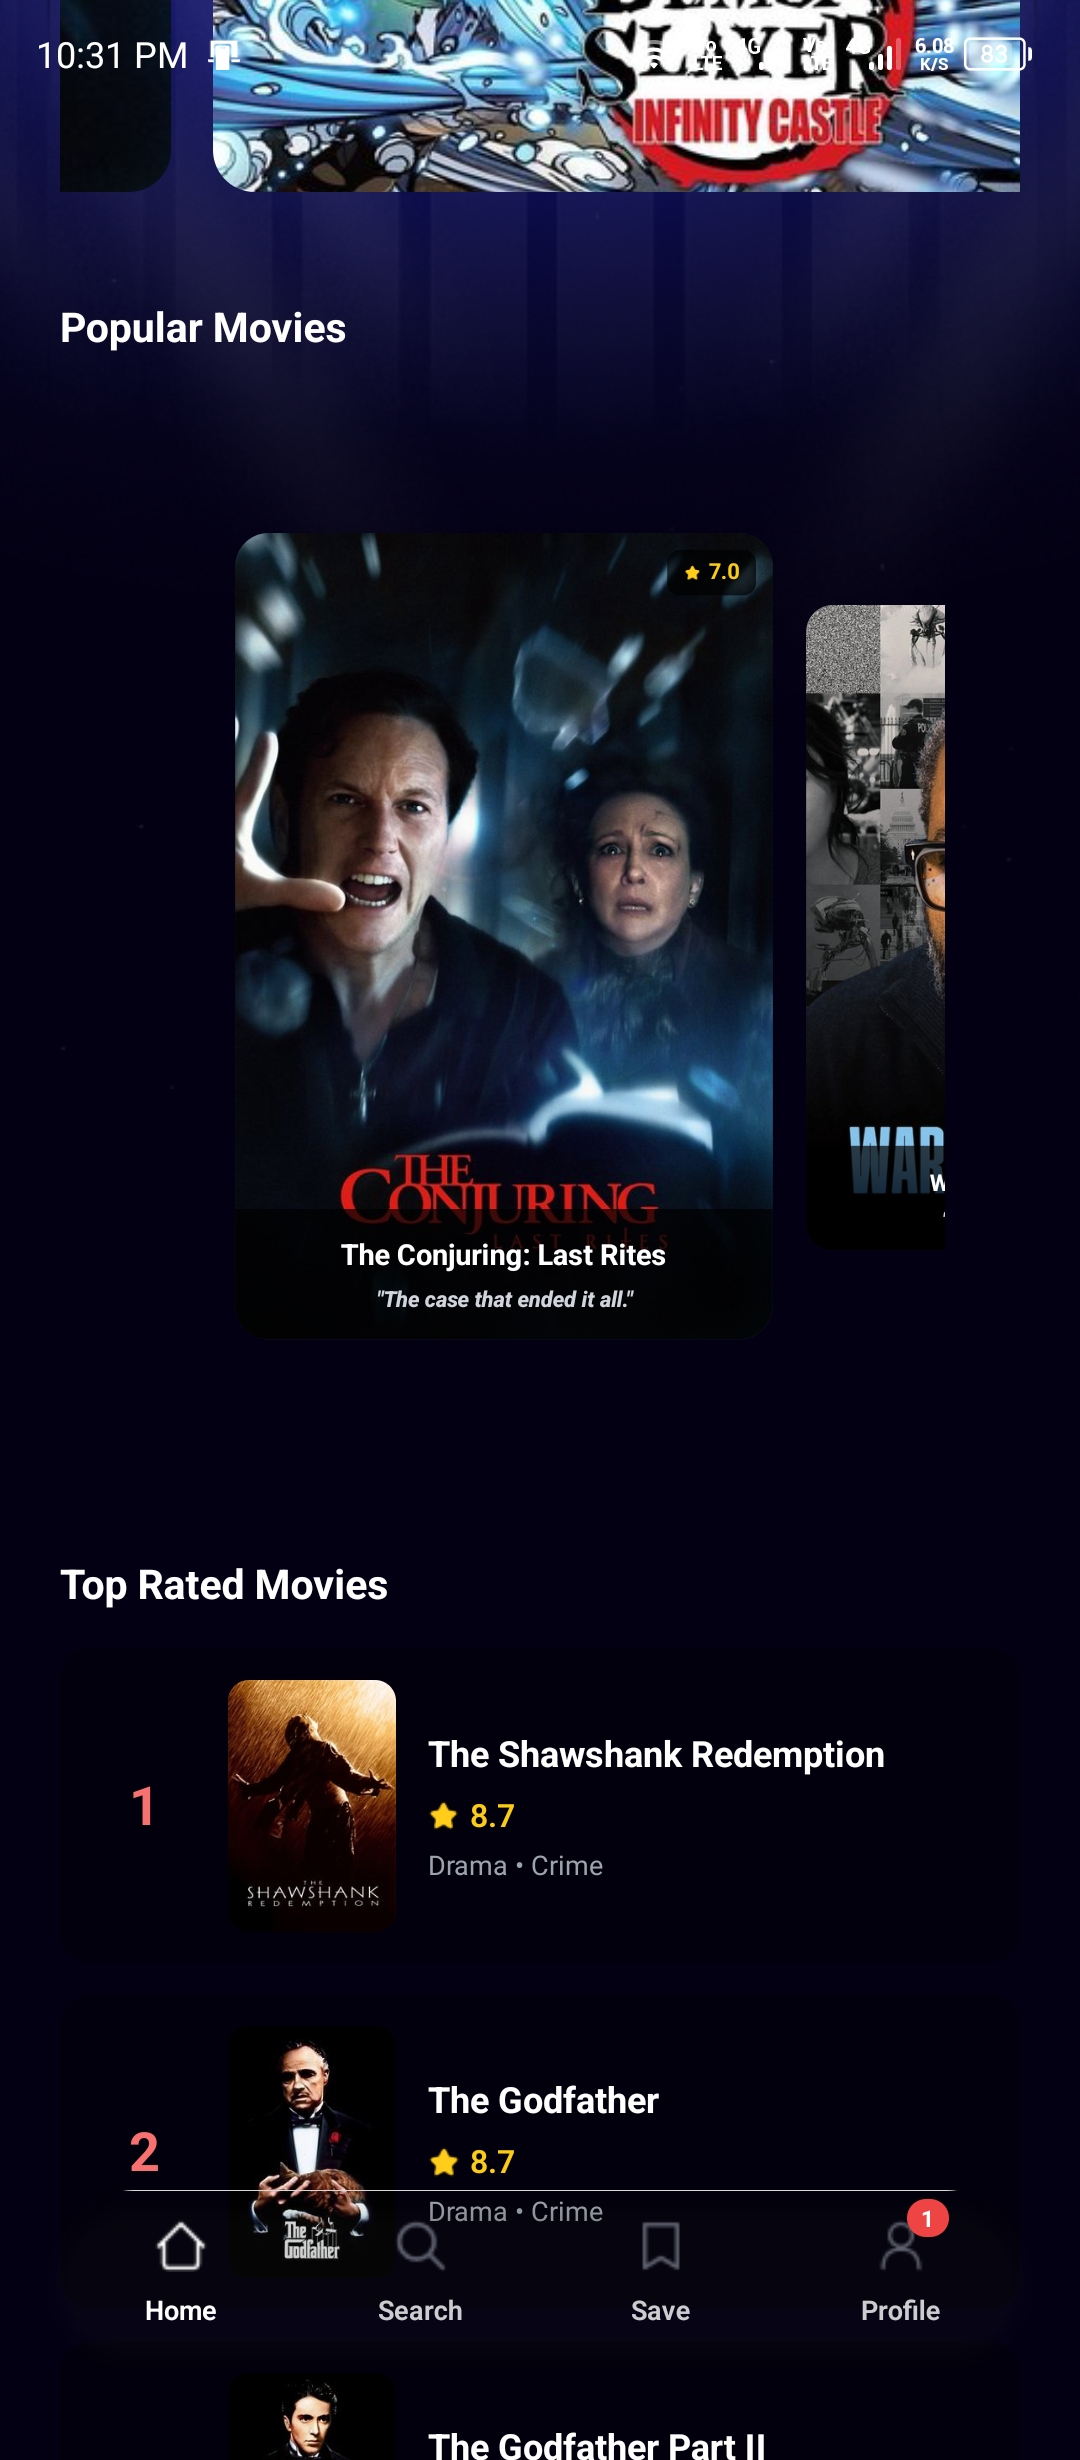 10:31 PM
6.08
K/S
83
DEMON
SLAYER
INFINITY CASTLE
Popular Movies
7.0
THE
CONJURING
LAST RITES
The Conjuring: Last Rites
"The case that ended it all."
WAR
W
Top Rated Movies
1
The Shawshank Redemption
8.7
Drama • Crime
THE
SHAWSHANK
REDEMPTION
2
The Godfather
8.7
Drama • Crime
The
Godfather
1
Home
Search
Save
Profile
The Godfather Part II